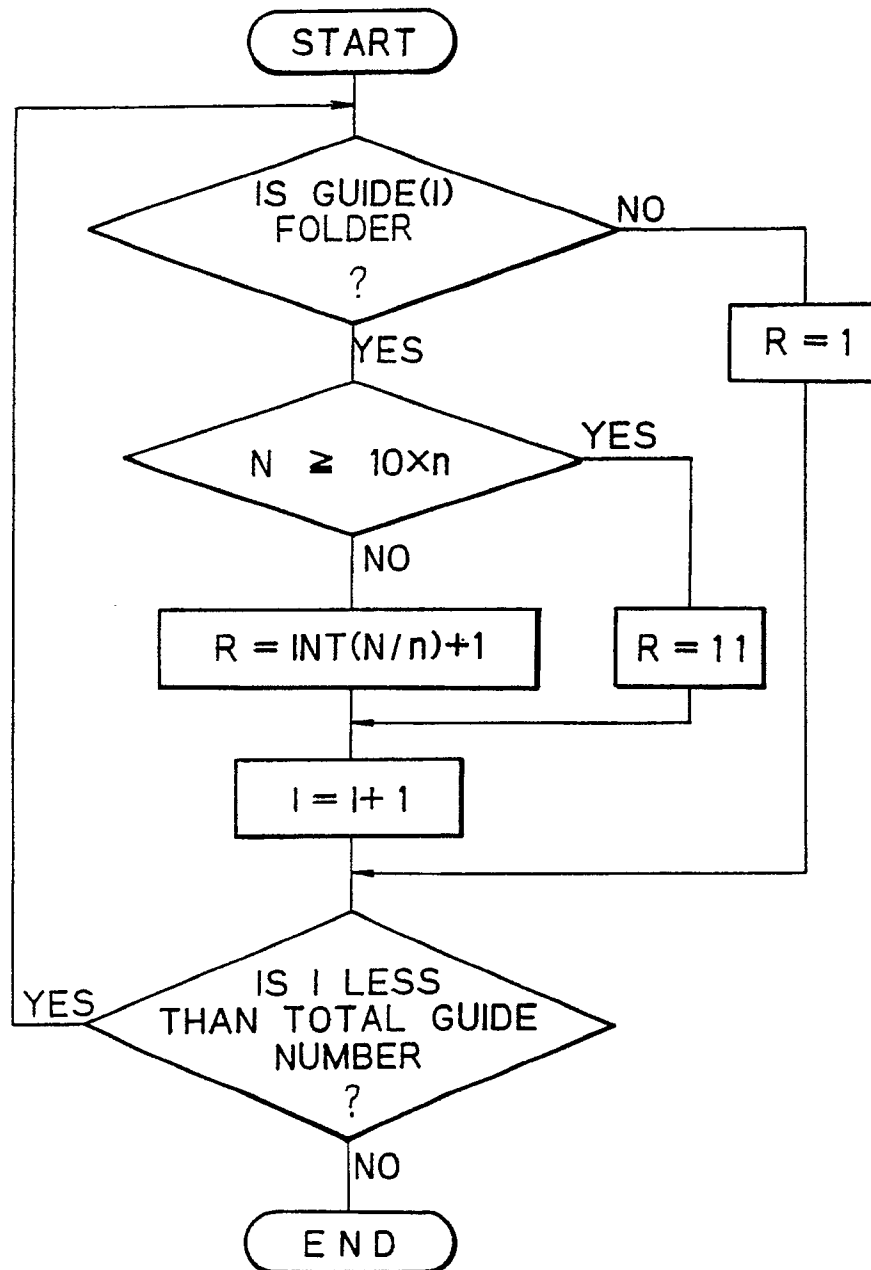 START
IS GUIDE(I)
FOLDER
?
NO
YES
R = 1
N ≧ 10×n
YES
NO
R = INT(N/n)+1
R = 11
I = I+1
IS I LESS
THAN TOTAL GUIDE
NUMBER
?
YES
NO
END